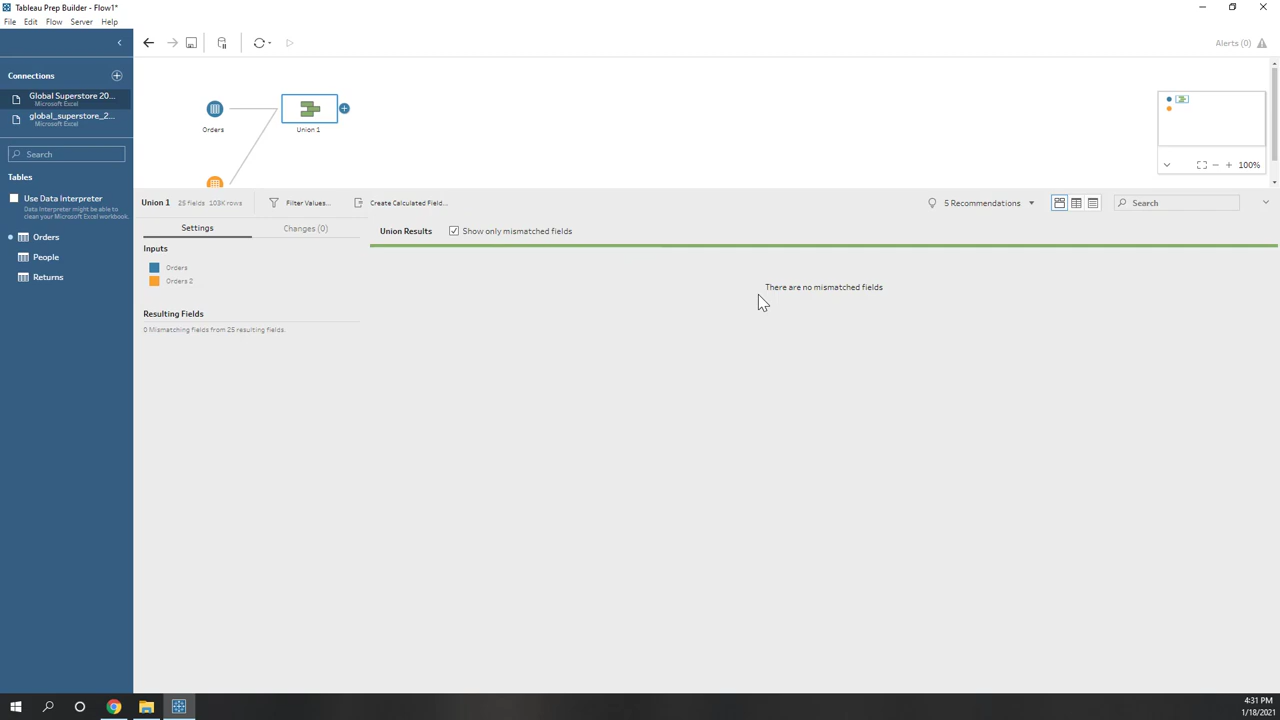 Tableau Prep Builder - Flow1*
File Edit Flow Server Help
Alerts (0)
Connections
Global Superstore 20...
Microsoft Excel
global_superstore_2...
Microsoft Excel
Search
Tables
Use Data Interpreter
Data Interpreter might be able to
clean your Microsoft Excel workbook.
Orders
People
Returns
Orders
Union 1
100%
Union 1 25 fields 103K rows Filter Values... Create Calculated Field... 5 Recommendations Search
Settings Changes (0)
Union Results Show only mismatched fields
Inputs
Orders
Orders 2
There are no mismatched fields
Resulting Fields
0 Mismatching fields from 25 resulting fields.
4:31 PM
1/18/2021